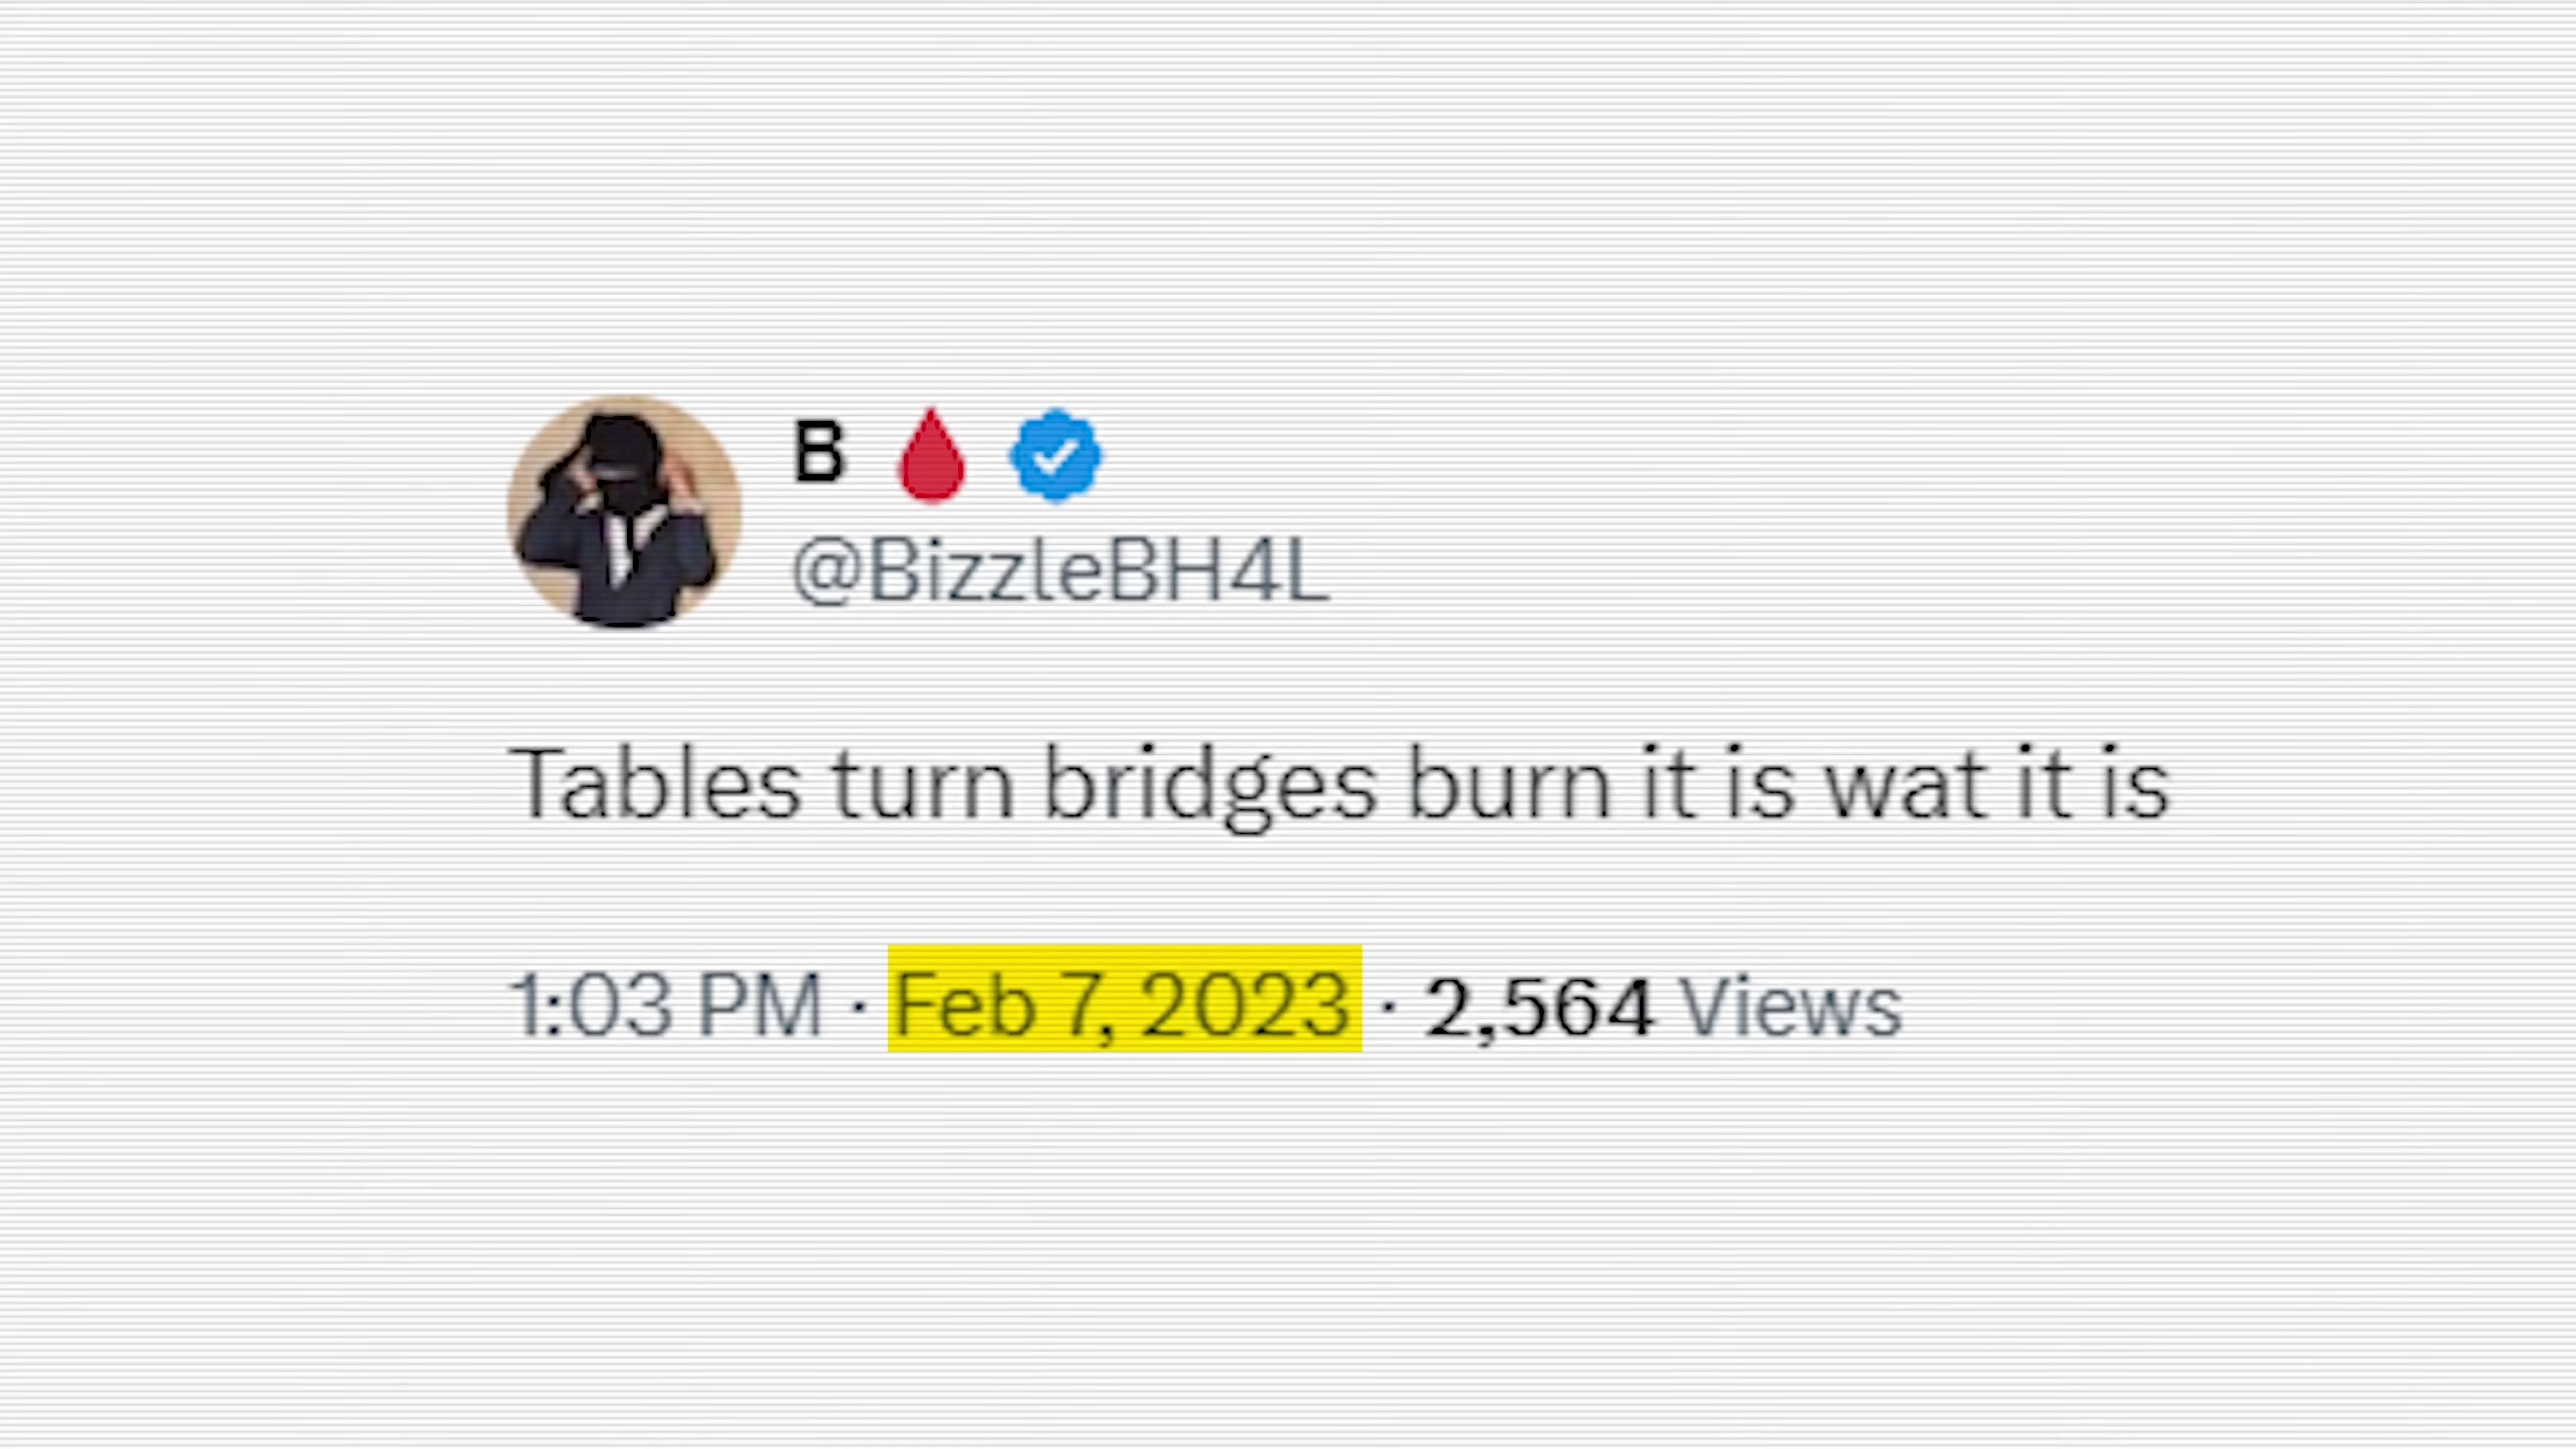 B 🩸
@BizzleBH4L
Tables turn bridges burn it is wat it is
1:03 PM · Feb 7, 2023 · 2,564 Views